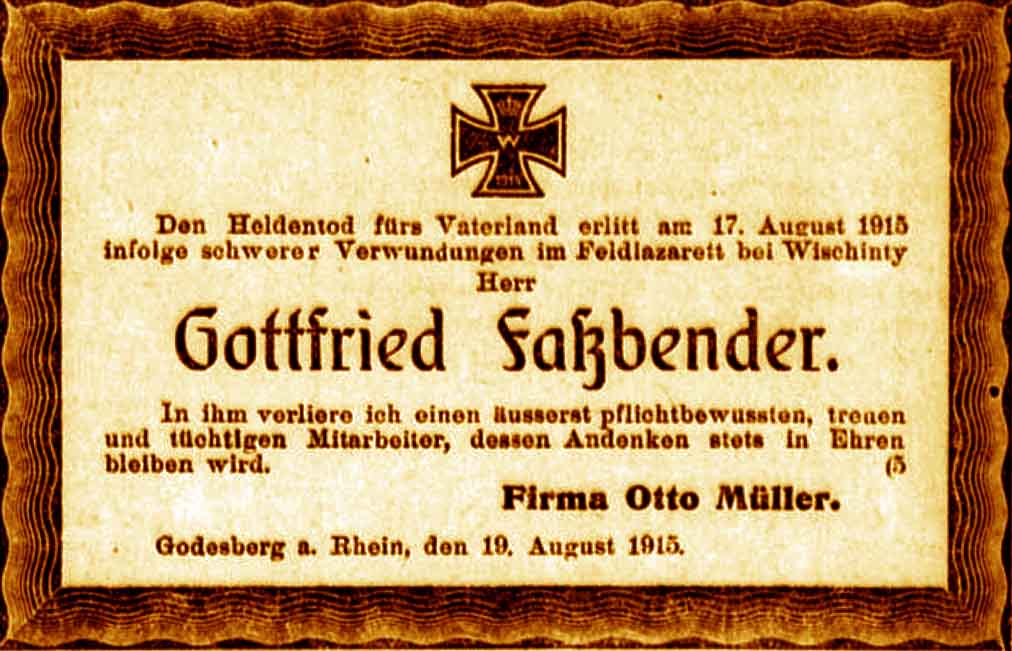 W
1914
Den Heldentod fürs Vaterland erlitt am 17. August 1915
infolge schwerer Verwundungen im Feldlazarett bei Wischinty
Herr
Gottfried Faßbender.
In ihm verliere ich einen äusserst pflichtbewussten, treuen
und tüchtigen Mitarbeiter, dessen Andenken stets in Ehren
bleiben wird. (5
Firma Otto Müller.
Godesberg a. Rhein, den 19. August 1915.